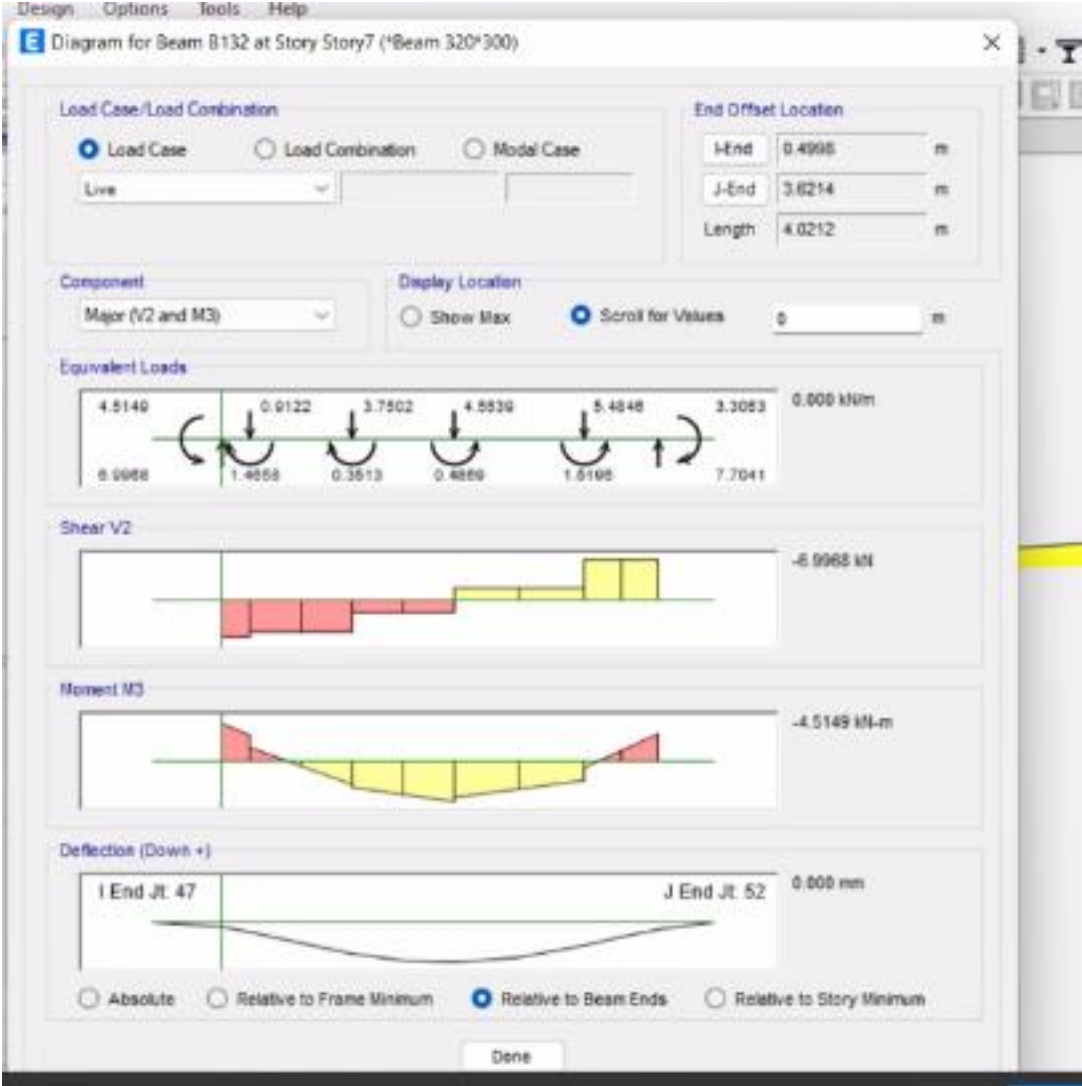 Design Options Tools Help
E Diagram for Beam B132 at Story Story7 (*Beam 320*300)
Load Case/Load Combination
Load Case Load Combination Modal Case
Live
End Offset Location
I-End 0.4998 m
J-End 3.6214 m
Length 4.0212 m
Component
Major (V2 and M3)
Display Location
Show Max Scroll for Values 0 m
Equivalent Loads
4.5149 0.9122 3.7502 4.5539 5.4846 3.3053 0.000 kN/m
6.9968 1.4658 0.3513 0.4869 1.5195 7.7041
Shear V2
-6.9968 kN
Moment M3
-4.5149 kN-m
Deflection (Down +)
I End Jt: 47 J End Jt: 52 0.000 mm
Absolute Relative to Frame Minimum Relative to Beam Ends Relative to Story Minimum
Done